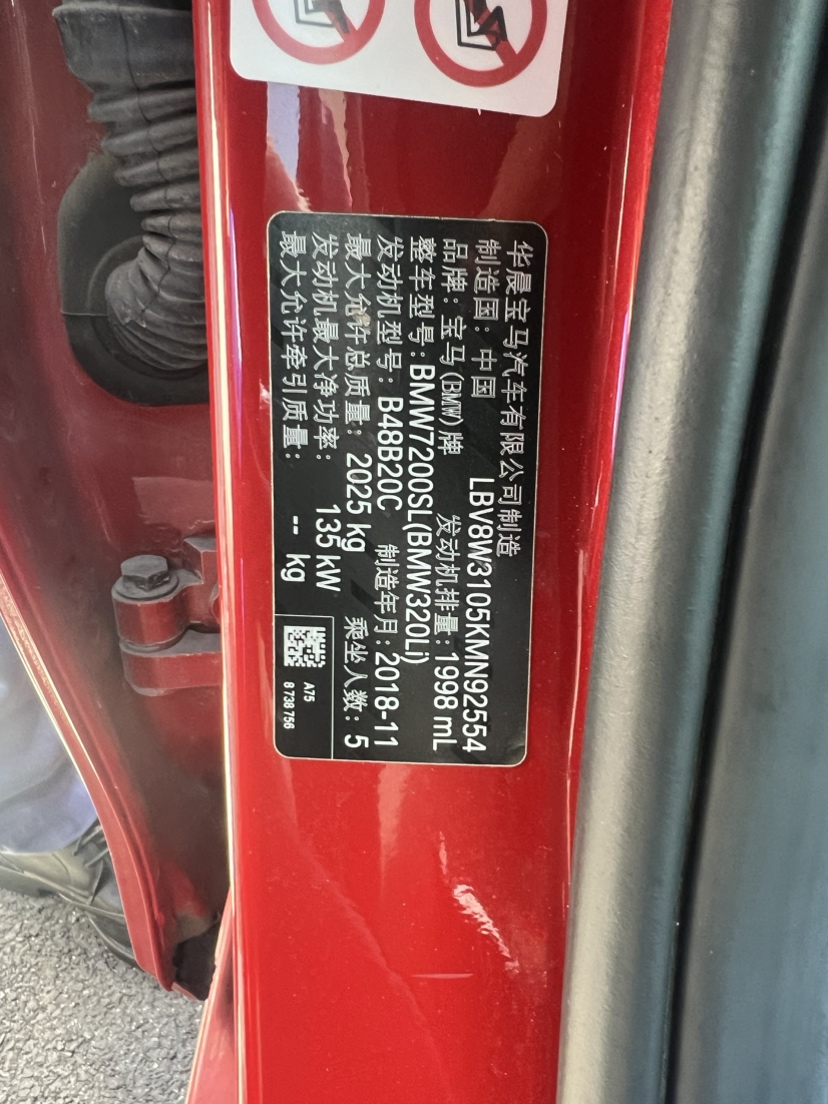 华晨宝马汽车有限公司制造
制造国：中国 LBV8W3105KMN92554
品牌：宝马(BMW)牌 发动机排量：1998 mL
整车型号：BMW7200SL(BMW320Li)
发动机型号：B48B20C 制造年月：2018-11
最大允许总质量：2025 kg 乘坐人数：5
发动机最大净功率：135 kW
最大允许牵引质量：-- kg
A75
8 738 756